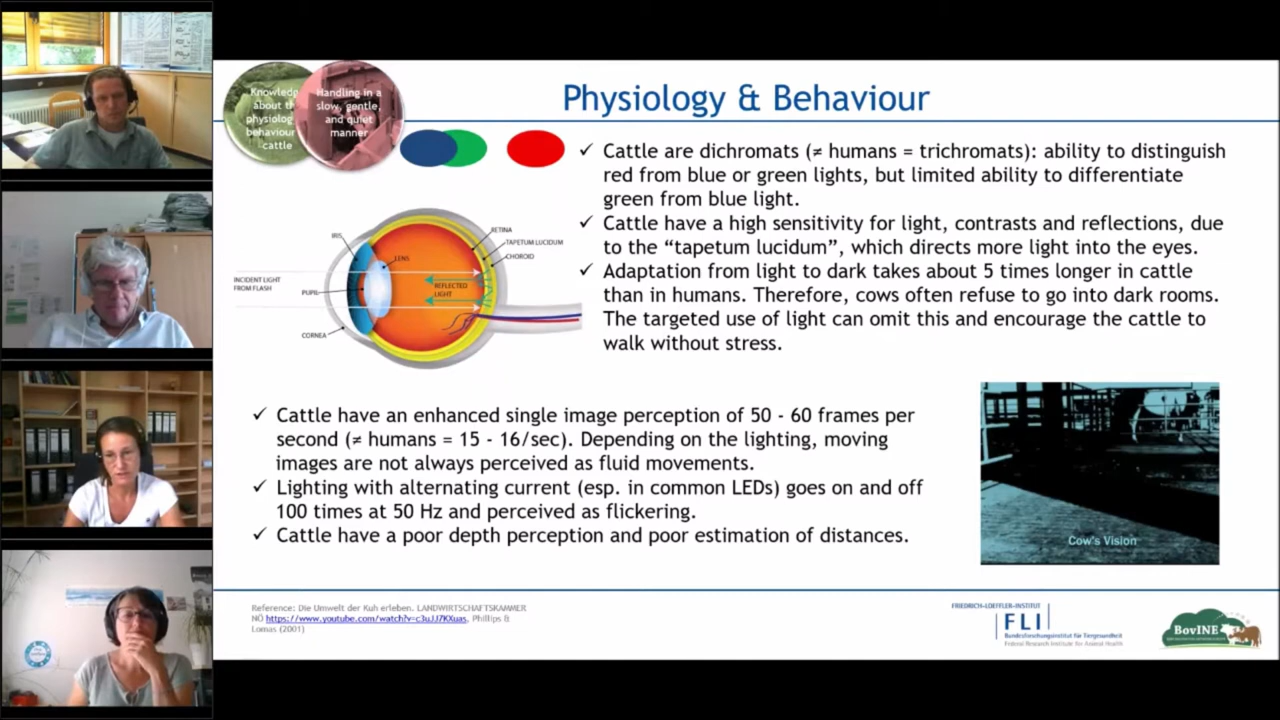 Physiology & Behaviour
Knowledg
about th
physiolog
behaviour
cattle
Handling in a
slow, gentle,
and quiet
manner
✓ Cattle are dichromats (≠ humans = trichromats): ability to distinguish
red from blue or green lights, but limited ability to differentiate
green from blue light.
✓ Cattle have a high sensitivity for light, contrasts and reflections, due
to the “tapetum lucidum”, which directs more light into the eyes.
✓ Adaptation from light to dark takes about 5 times longer in cattle
than in humans. Therefore, cows often refuse to go into dark rooms.
The targeted use of light can omit this and encourage the cattle to
walk without stress.
IRIS
LENS
RETINA
TAPETUM LUCIDUM
CHOROID
INCIDENT LIGHT
FROM FLASH
PUPIL
REFLECTED
LIGHT
CORNEA
✓ Cattle have an enhanced single image perception of 50 - 60 frames per
second (≠ humans = 15 - 16/sec). Depending on the lighting, moving
images are not always perceived as fluid movements.
✓ Lighting with alternating current (esp. in common LEDs) goes on and off
100 times at 50 Hz and perceived as flickering.
✓ Cattle have a poor depth perception and poor estimation of distances.
Cow's Vision
Reference: Die Umwelt der Kuh erleben. LANDWIRTSCHAFTSKAMMER
NÖ https://www.youtube.com/watch?v=c3uJJ7KXuas, Phillips &
Lomas (2001)
FRIEDRICH-LOEFFLER-INSTITUT
FLI
Bundesforschungsinstitut für Tiergesundheit
Federal Research Institute for Animal Health
BovINE